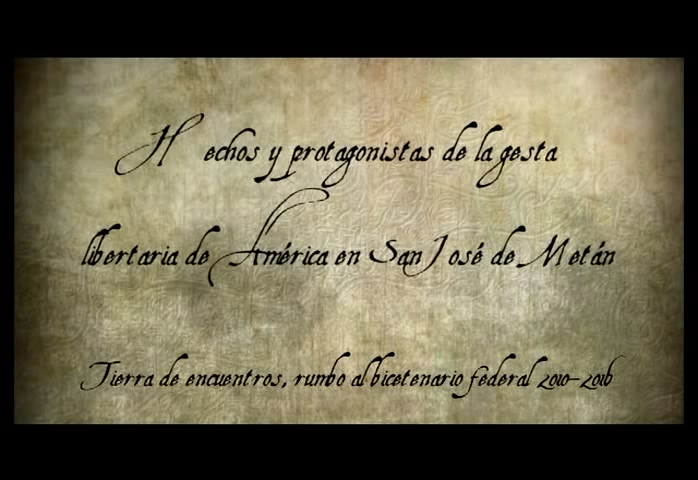 Hechos y protagonistas de la gesta
libertaria de América en San José de Metán
Tierra de encuentros, rumbo al bicetenario federal 2010-2016